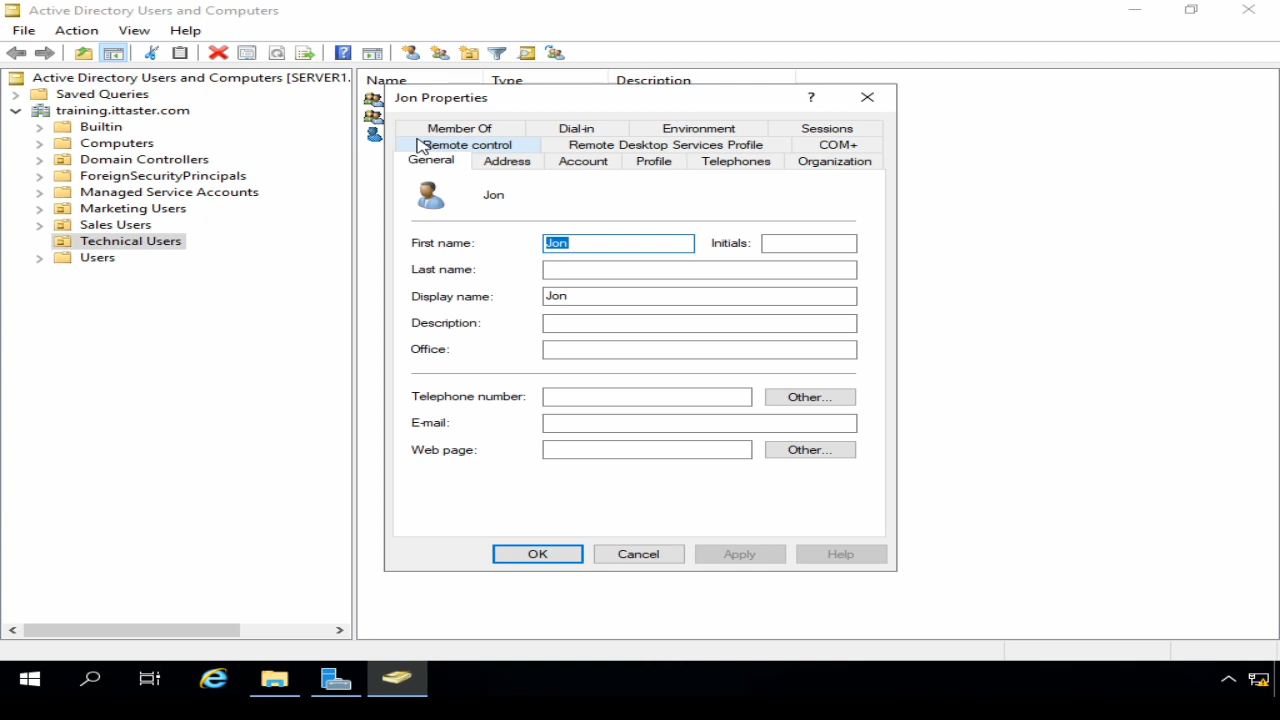 Active Directory Users and Computers
File Action View Help
Active Directory Users and Computers [SERVER1.
Saved Queries
training.ittaster.com
Builtin
Computers
Domain Controllers
ForeignSecurityPrincipals
Managed Service Accounts
Marketing Users
Sales Users
Technical Users
Users
Name Type Description
Jon Properties ?
Member Of Dial-in Environment Sessions
Remote control Remote Desktop Services Profile COM+
General Address Account Profile Telephones Organization
Jon
First name: Jon Initials:
Last name:
Display name: Jon
Description:
Office:
Telephone number: Other...
E-mail:
Web page: Other...
OK Cancel Apply Help